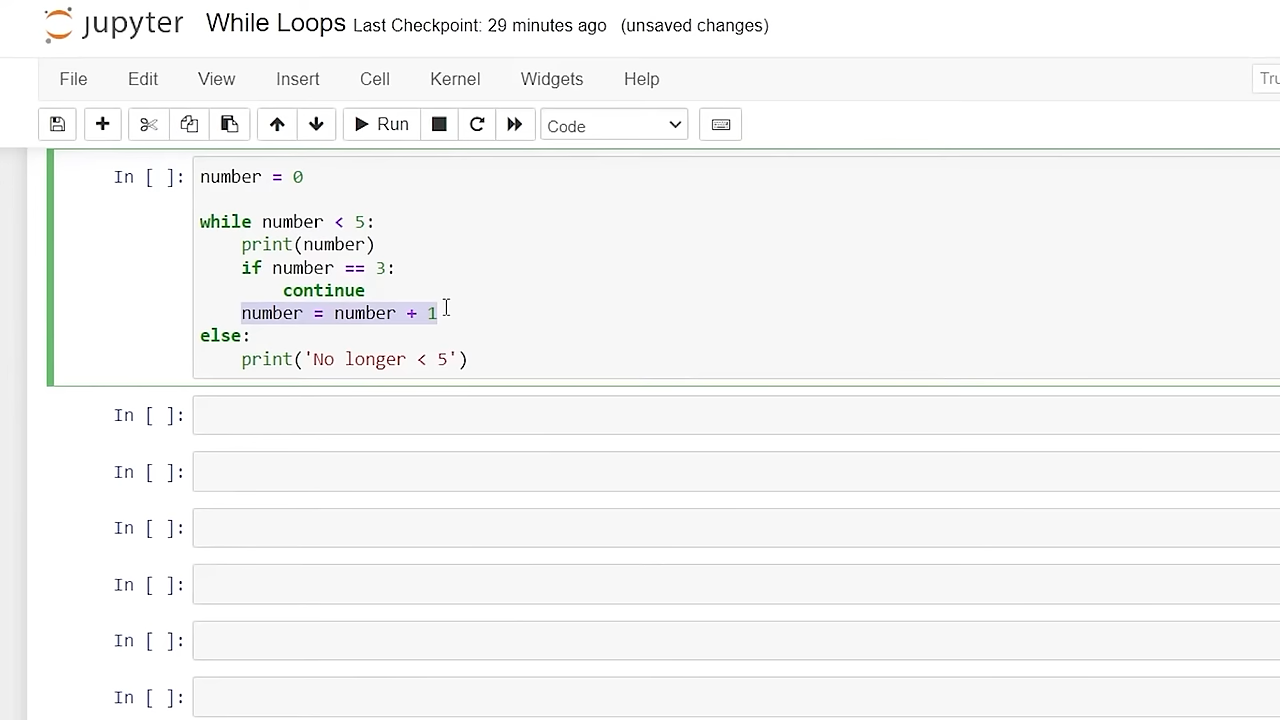 jupyter While Loops Last Checkpoint: 29 minutes ago (unsaved changes)
File Edit View Insert Cell Kernel Widgets Help
Run Code
In [ ]: number = 0
while number < 5:
    print(number)
    if number == 3:
        continue
    number = number + 1
else:
    print('No longer < 5')
In [ ]:
In [ ]:
In [ ]:
In [ ]:
In [ ]:
In [ ]: